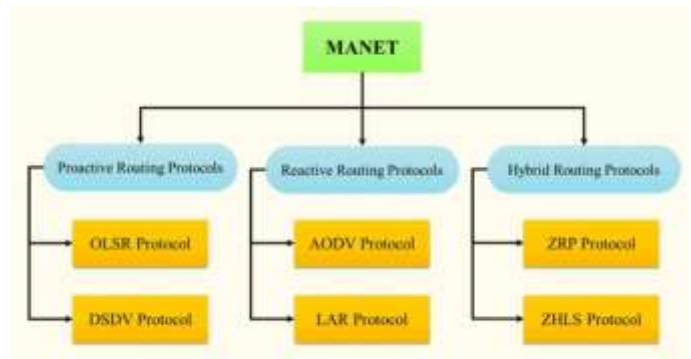 MANET
Proactive Routing Protocols
Reactive Routing Protocols
Hybrid Routing Protocols
OLSR Protocol
AODV Protocol
ZRP Protocol
DSDV Protocol
LAR Protocol
ZHLS Protocol